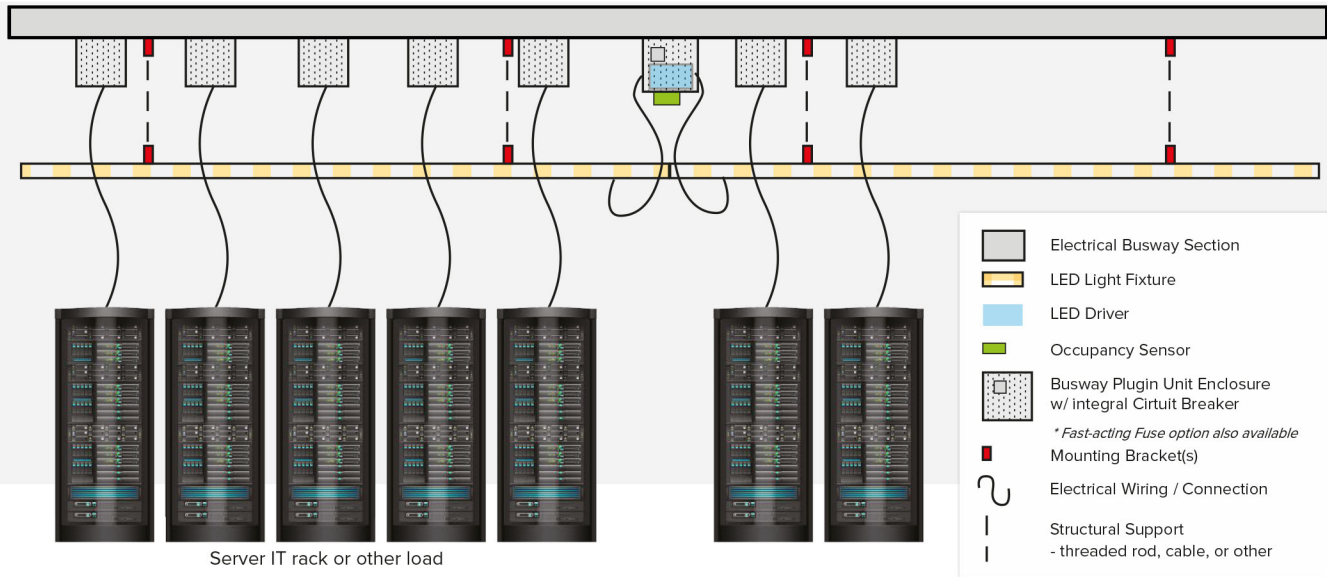 Electrical Busway Section
LED Light Fixture
LED Driver
Occupancy Sensor
Busway Plugin Unit Enclosure
w/ integral Cirtuit Breaker
* Fast-acting Fuse option also available
Mounting Bracket(s)
Electrical Wiring / Connection
Structural Support
- threaded rod, cable, or other
Server IT rack or other load